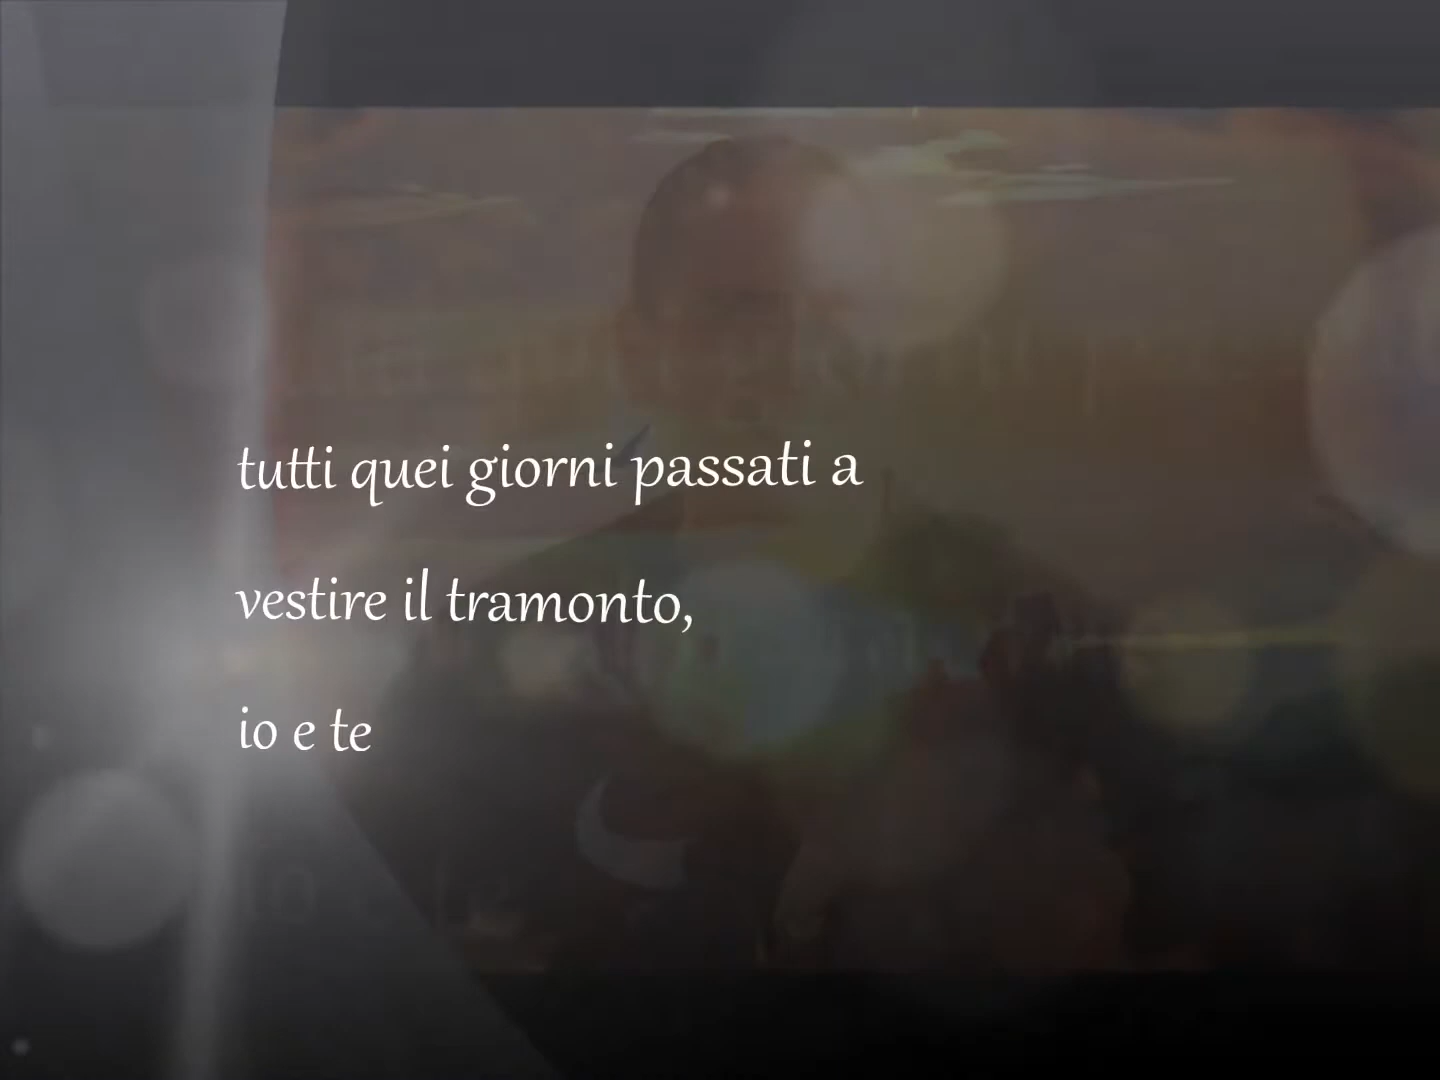 tutti quei giorni passati a
vestire il tramonto,
io e te